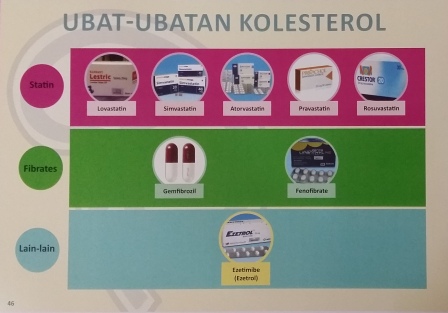 UBAT-UBATAN KOLESTEROL
Statin
Lestric
CRESTOR
Lovastatin
Simvastatin
Atorvastatin
Pravastatin
Rosuvastatin
Fibrates
Gemfibrozil
Fenofibrate
Lain-lain
EZETROL
Ezetimibe
(Ezetrol)
46